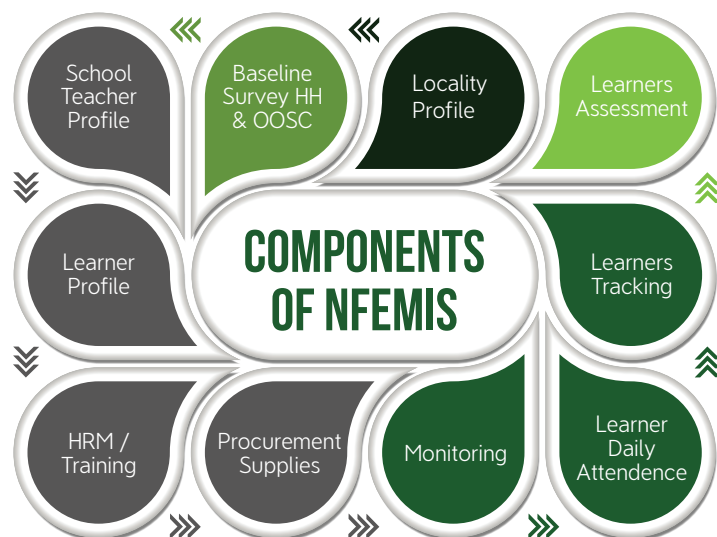 School
Teacher
Profile
Baseline
Survey HH
& OOSC
Locality
Profile
Learners
Assessment
Learner
Profile
COMPONENTS
OF NFEMIS
Learners
Tracking
HRM /
Training
Procurement
Supplies
Monitoring
Learner
Daily
Attendence